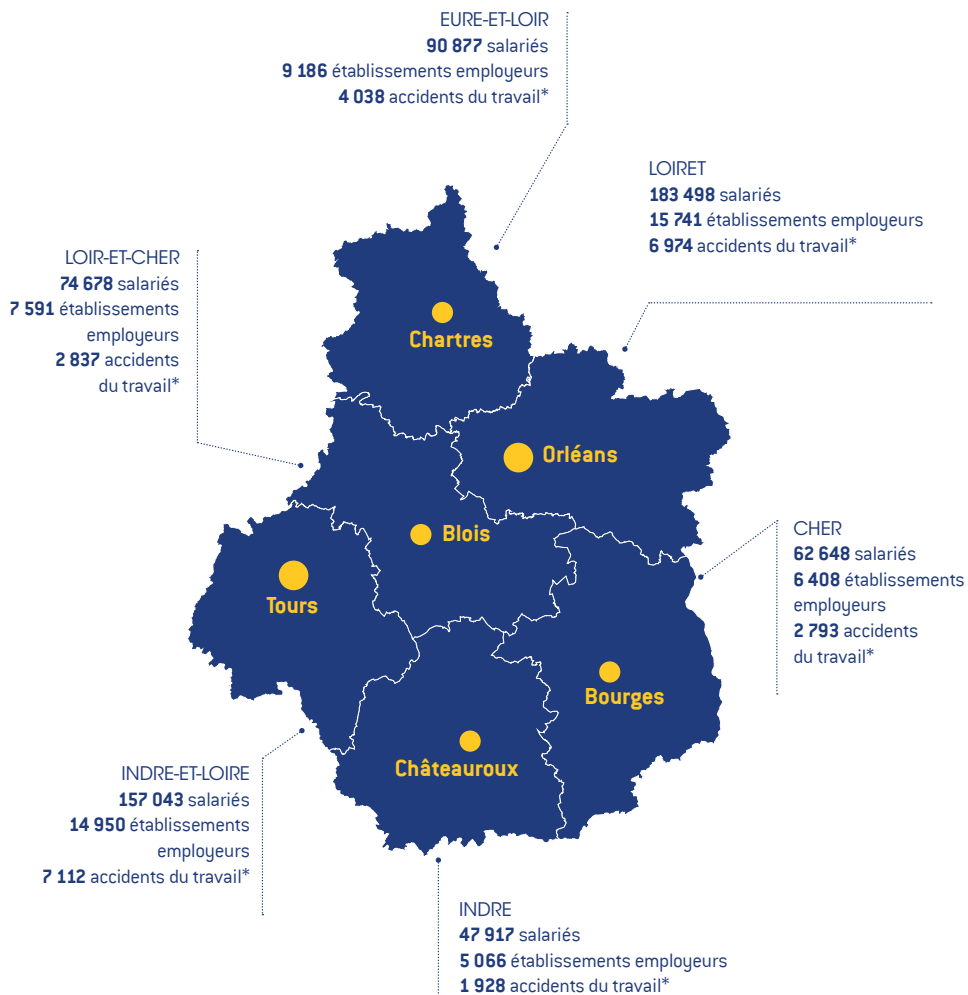 EURE-ET-LOIR
90 877 salariés
9 186 établissements employeurs
4 038 accidents du travail*
LOIRET
183 498 salariés
15 741 établissements employeurs
6 974 accidents du travail*
LOIR-ET-CHER
74 678 salariés
7 591 établissements
employeurs
2 837 accidents
du travail*
Chartres
Orléans
Blois
Tours
CHER
62 648 salariés
6 408 établissements
employeurs
2 793 accidents
du travail*
Bourges
Châteauroux
INDRE-ET-LOIRE
157 043 salariés
14 950 établissements
employeurs
7 112 accidents du travail*
INDRE
47 917 salariés
5 066 établissements employeurs
1 928 accidents du travail*